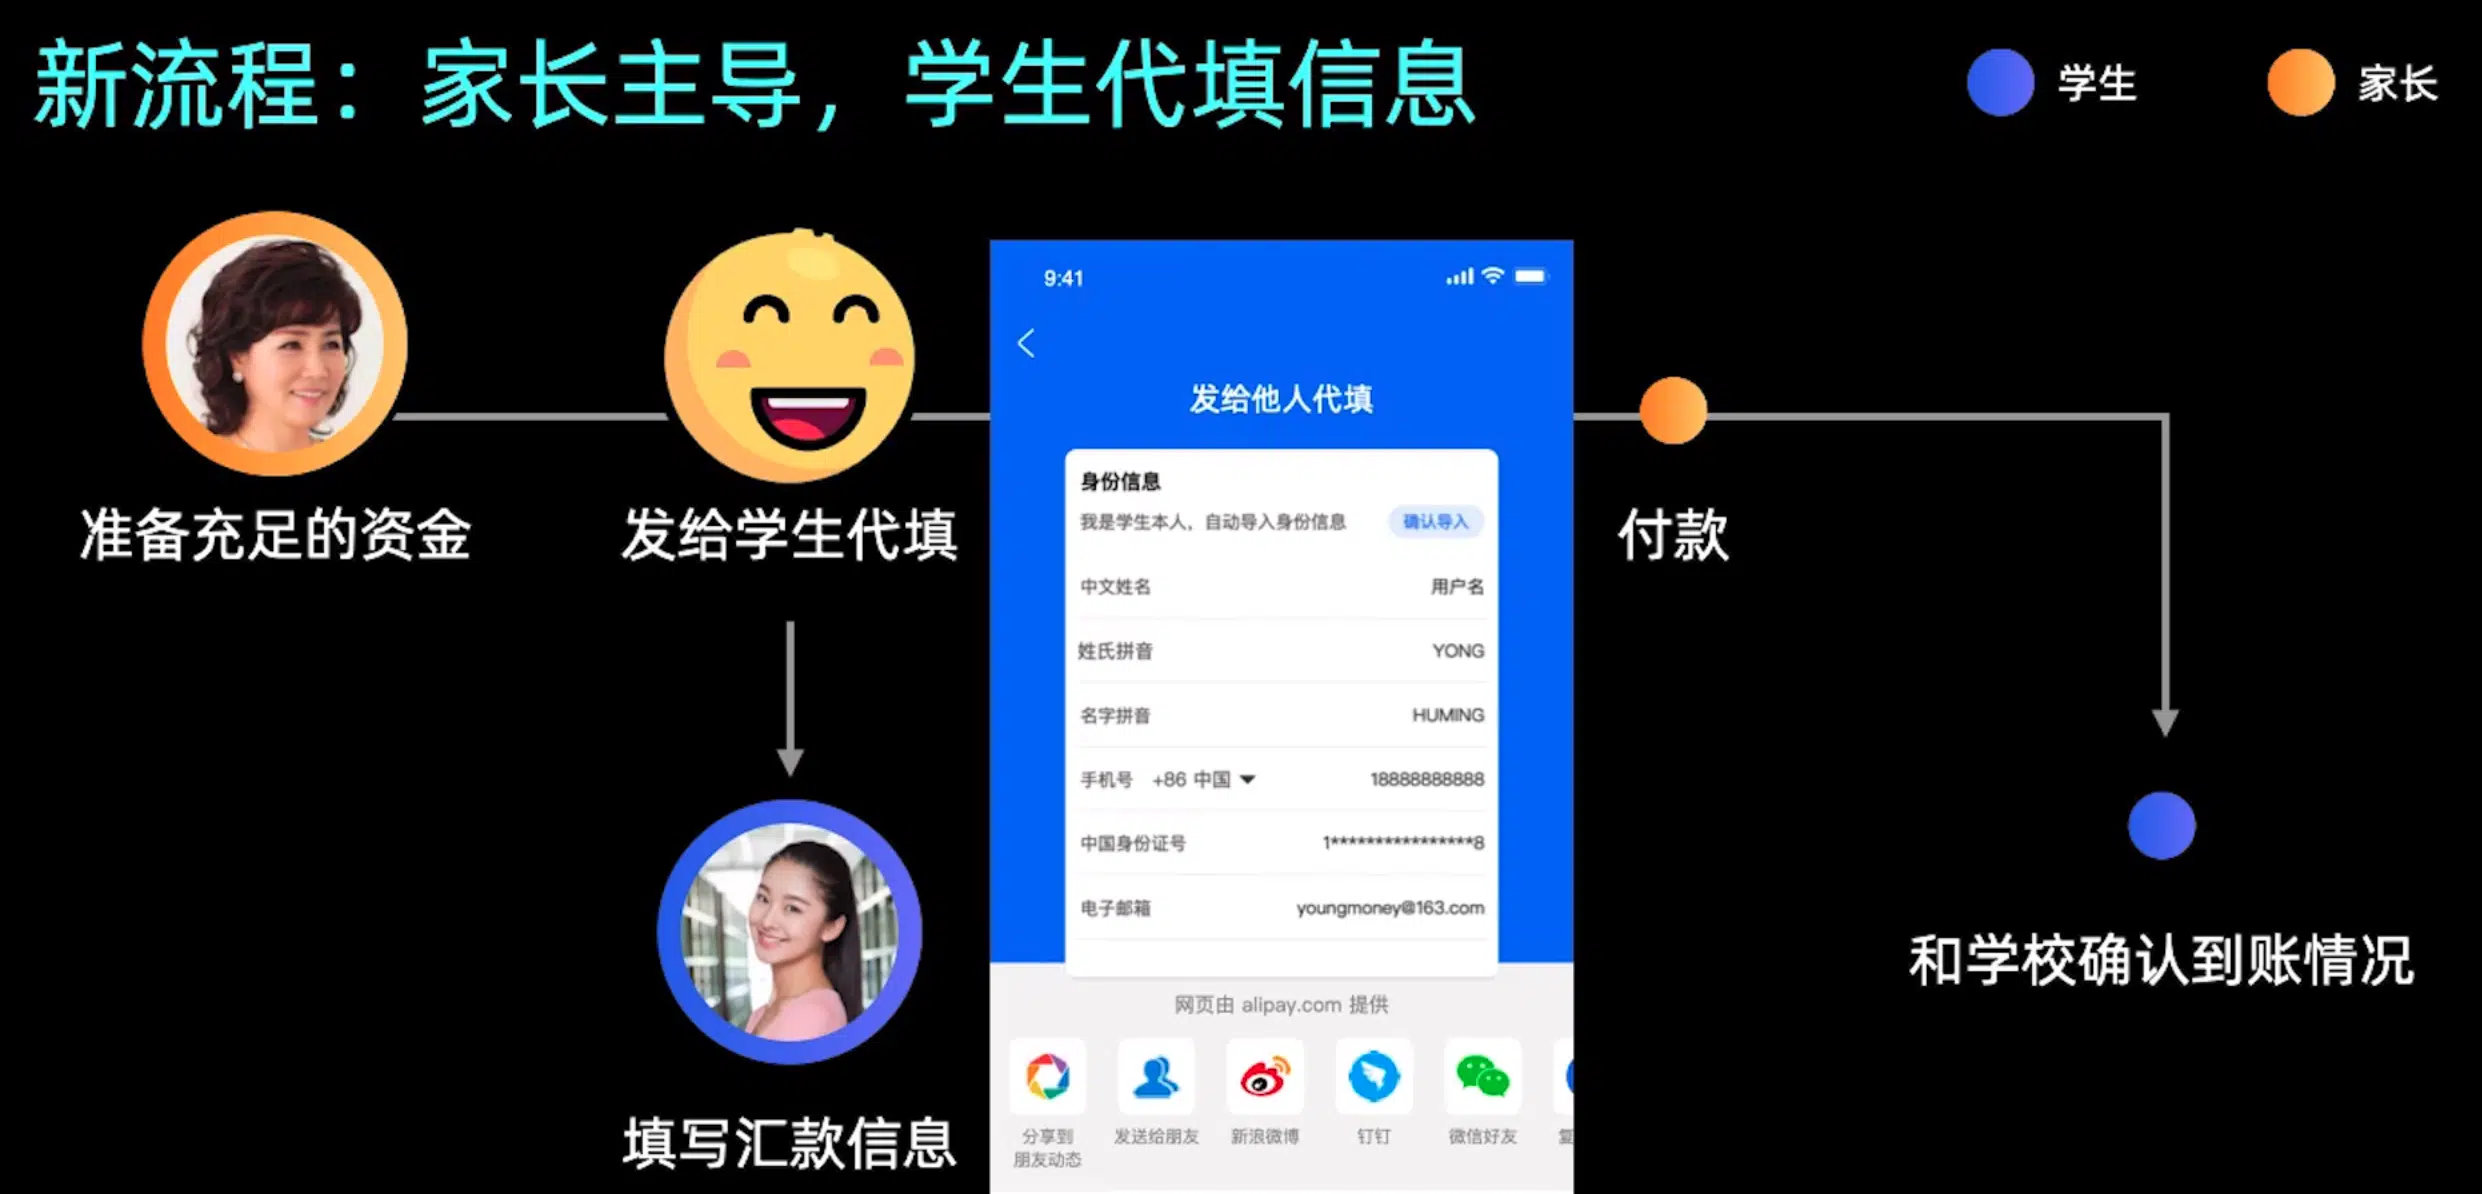 新流程：家长主导，学生代填信息
学生
家长
准备充足的资金
发给学生代填
填写汇款信息
9:41
发给他人代填
身份信息
我是学生本人，自动导入身份信息 确认导入
中文姓名 用户名
姓氏拼音 YONG
名字拼音 HUMING
手机号 +86 中国 18888888888
中国身份证号 1****************8
电子邮箱 youngmoney@163.com
网页由 alipay.com 提供
分享到
朋友动态
发送给朋友
新浪微博
钉钉
微信好友
付款
和学校确认到账情况